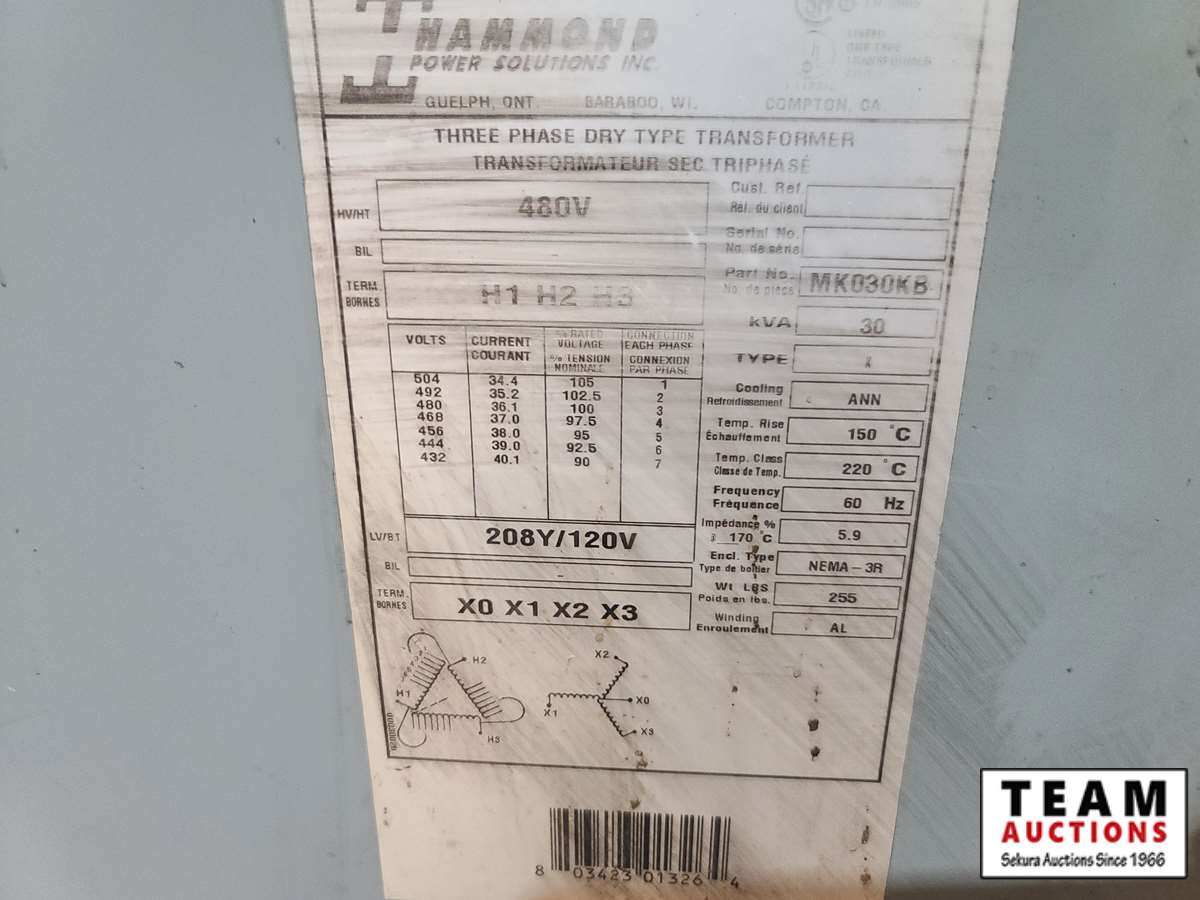 HAMMOND
POWER SOLUTIONS INC.
GUELPH, ONT. BARABOO, WI. COMPTON, CA.
LISTED
DRY TYPE
TRANSFORMER
THREE PHASE DRY TYPE TRANSFORMER
TRANSFORMATEUR SEC TRIPHASÉ
HV/HT 480V
BIL -
TERM. BORNES H1 H2 H3
VOLTS CURRENT COURANT % RATED VOLTAGE % TENSION NOMINALE CONNECTION EACH PHASE CONNEXION PAR PHASE
504 34.4 105 1
492 35.2 102.5 2
480 36.1 100 3
468 37.0 97.5 4
456 38.0 95 5
444 39.0 92.5 6
432 40.1 90 7
LV/BT 208Y/120V
BIL -
TERM. BORNES X0 X1 X2 X3
Cust. Ref.
Ref. du client
Serial No.
No. de série
Part No.
No. de pièce MK030KB
kVA 30
TYPE
Cooling
Refroidissement ANN
Temp. Rise
Échauffement 150 °C
Temp. Class
Classe de Temp. 220 °C
Frequency
Fréquence 60 Hz
Impédance %
170 °C 5.9
Encl. Type
Type de boîtier NEMA - 3R
Wt LBS
Poids en lbs. 255
Winding
Enroulement AL
H1 H2 H3
X2 X0 X1 X3
8 03423 01326 4
TEAM
AUCTIONS
Sekura Auctions Since 1966